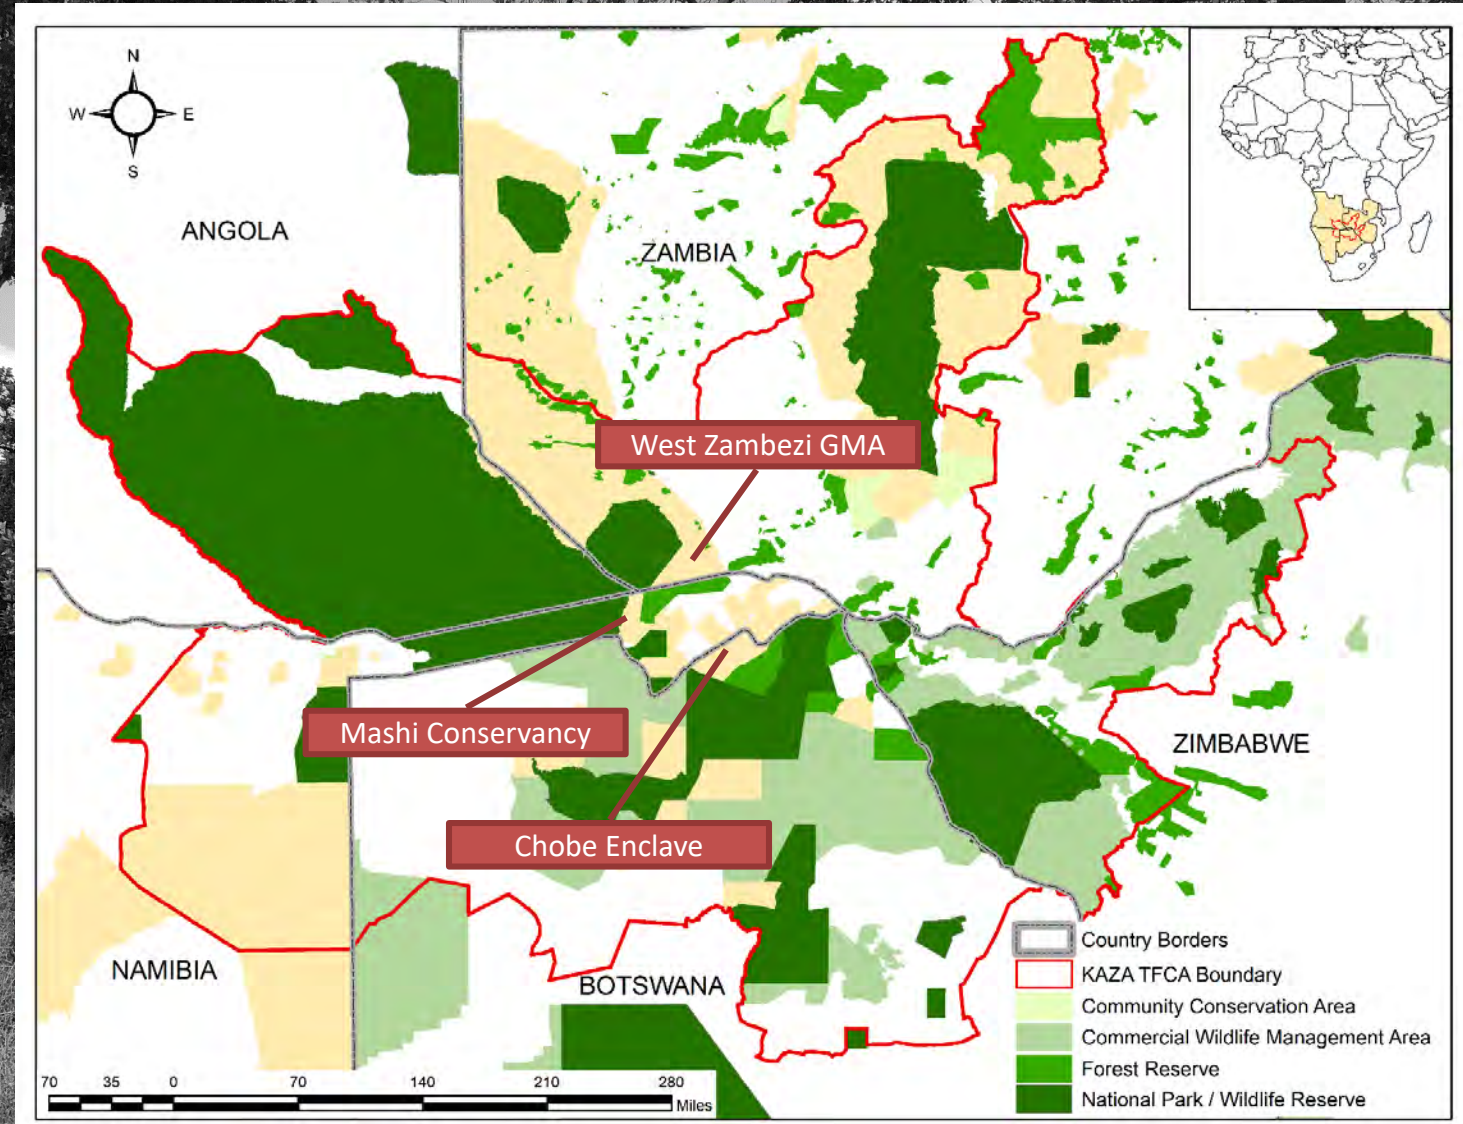 N
W E
S
ANGOLA
ZAMBIA
West Zambezi GMA
Mashi Conservancy
ZIMBABWE
Chobe Enclave
NAMIBIA
BOTSWANA
Country Borders
KAZA TFCA Boundary
Community Conservation Area
Commercial Wildlife Management Area
Forest Reserve
National Park / Wildlife Reserve
70 35 0 70 140 210 280
Miles